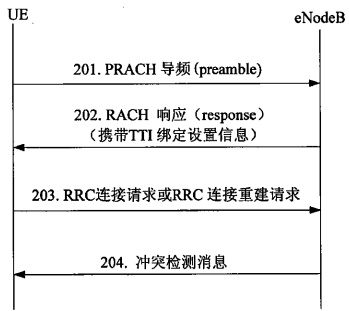 UE
eNodeB
201. PRACH 导频 (preamble)
202. RACH 响应（response）
（携带TTI 绑定设置信息）
203. RRC连接请求或RRC 连接重建请求
204. 冲突检测消息